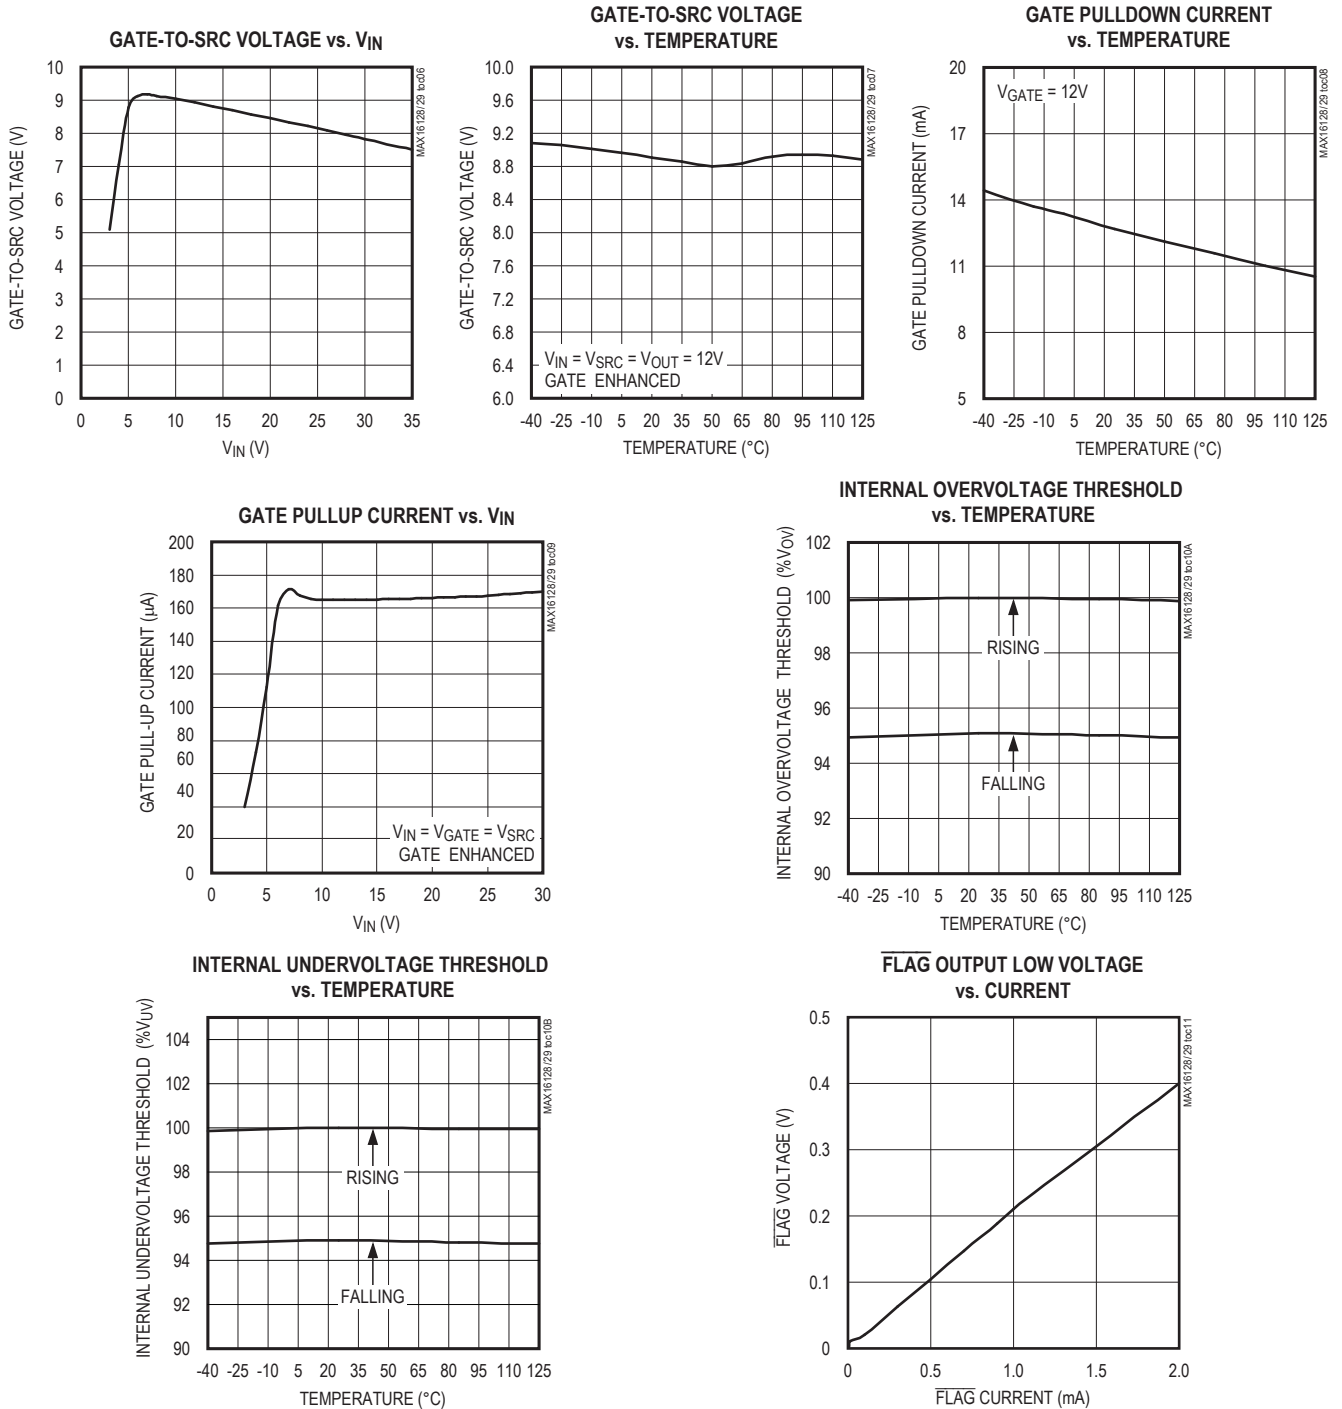 GATE-TO-SRC VOLTAGE vs. VIN
MAX16128/29 toc06
GATE-TO-SRC VOLTAGE (V)
10
9
8
7
6
5
4
3
2
1
0
0 5 10 15 20 25 30 35
VIN (V)
GATE-TO-SRC VOLTAGE
vs. TEMPERATURE
MAX16128/29 toc07
GATE-TO-SRC VOLTAGE (V)
10.0
9.6
9.2
8.8
8.4
8.0
7.6
7.2
6.8
6.4
6.0
VIN = VSRC = VOUT = 12V
GATE ENHANCED
-40 -25 -10 5 20 35 50 65 80 95 110 125
TEMPERATURE (°C)
GATE PULLDOWN CURRENT
vs. TEMPERATURE
MAX16128/29 toc08
GATE PULLDOWN CURRENT (mA)
20
17
14
11
8
5
VGATE = 12V
-40 -25 -10 5 20 35 50 65 80 95 110 125
TEMPERATURE (°C)
GATE PULLUP CURRENT vs. VIN
MAX16128/29 toc09
GATE PULL-UP CURRENT (µA)
200
180
160
140
120
100
80
60
40
20
0
VIN = VGATE = VSRC
GATE ENHANCED
0 5 10 15 20 25 30
VIN (V)
INTERNAL OVERVOLTAGE THRESHOLD
vs. TEMPERATURE
MAX16128/29 toc10A
INTERNAL OVERVOLTAGE THRESHOLD (%VOV)
102
100
98
96
94
92
90
RISING
FALLING
-40 -25 -10 5 20 35 50 65 80 95 110 125
TEMPERATURE (°C)
INTERNAL UNDERVOLTAGE THRESHOLD
vs. TEMPERATURE
MAX16128/29 toc10B
INTERNAL UNDERVOLTAGE THRESHOLD (%VUV)
104
102
100
98
96
94
92
90
RISING
FALLING
-40 -25 -10 5 20 35 50 65 80 95 110 125
TEMPERATURE (°C)
FLAG OUTPUT LOW VOLTAGE
vs. CURRENT
MAX16128/29 toc11
FLAG VOLTAGE (V)
0.5
0.4
0.3
0.2
0.1
0
0 0.5 1.0 1.5 2.0
FLAG CURRENT (mA)